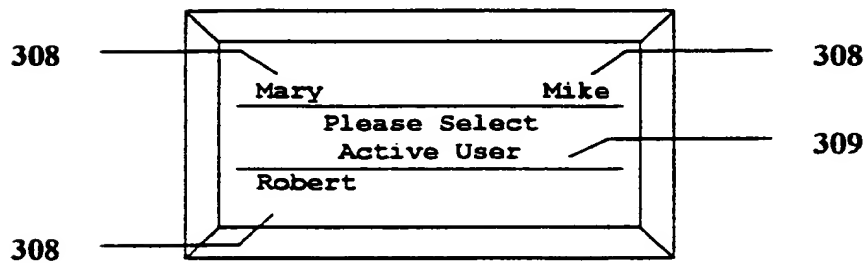 308 308
Mary Mike
Please Select
Active User
309
Robert
308